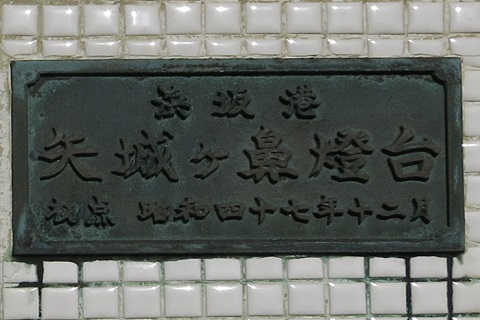 浜坂港
矢城ヶ鼻燈台
初点 昭和四十七年十二月